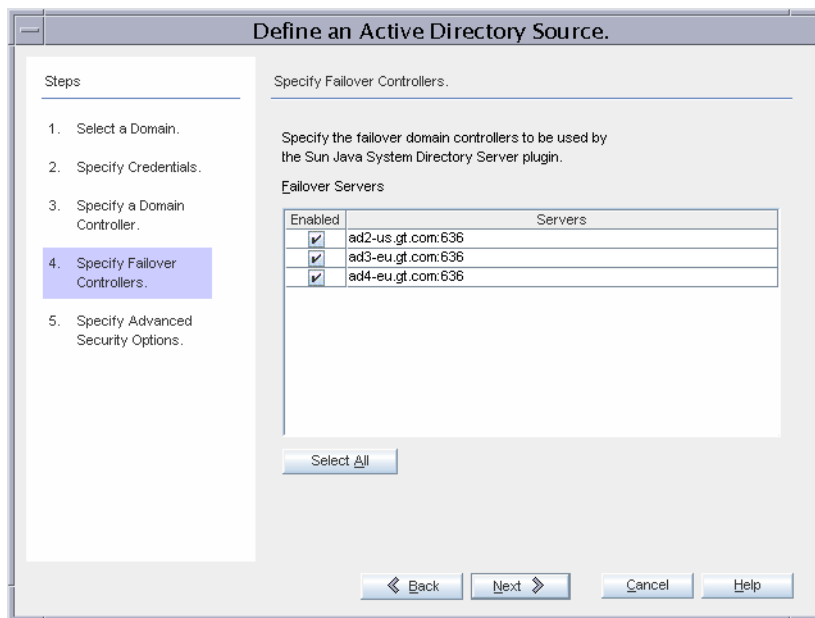 Define an Active Directory Source.
Steps
1. Select a Domain.
2. Specify Credentials.
3. Specify a Domain
Controller.
4. Specify Failover
Controllers.
5. Specify Advanced
Security Options.
Specify Failover Controllers.
Specify the failover domain controllers to be used by
the Sun Java System Directory Server plugin.
Failover Servers
Enabled Servers
ad2-us.gt.com:636
ad3-eu.gt.com:636
ad4-eu.gt.com:636
Select All
Back Next Cancel Help